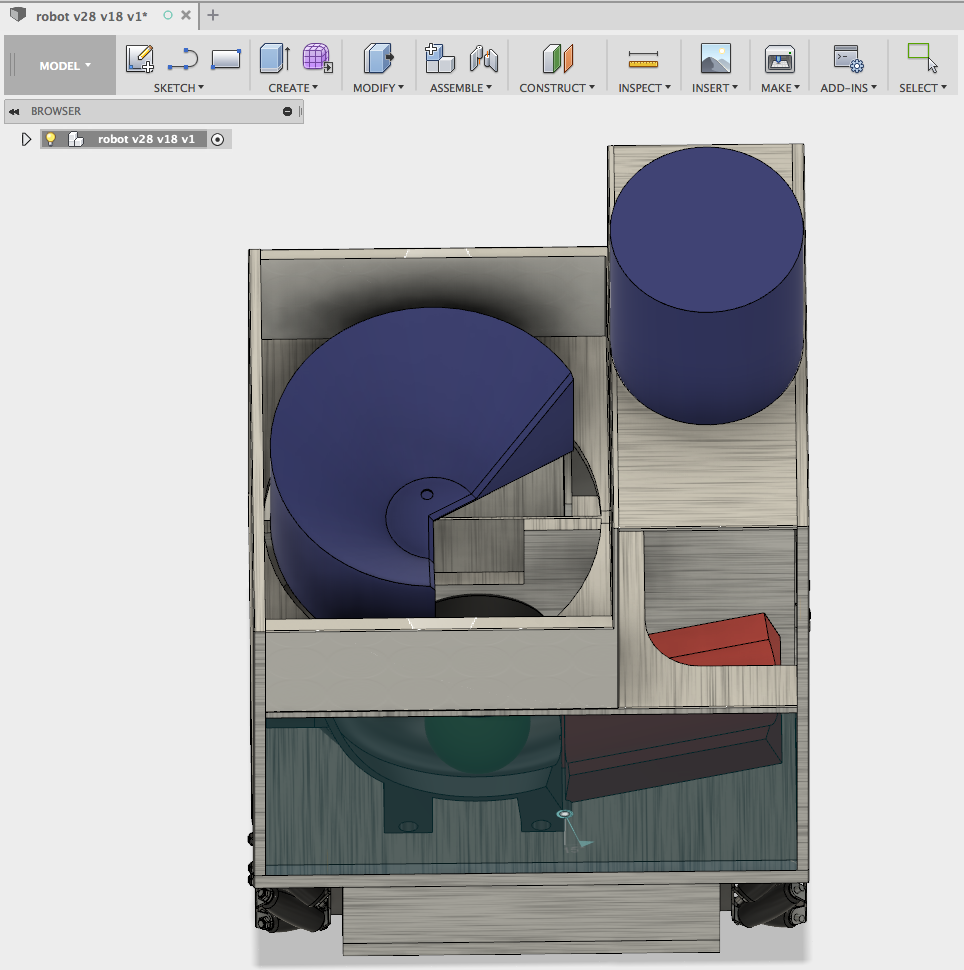 robot v28 v18 v1*
MODEL
SKETCH
CREATE
MODIFY
ASSEMBLE
CONSTRUCT
INSPECT
INSERT
MAKE
ADD-INS
SELECT
BROWSER
robot v28 v18 v1